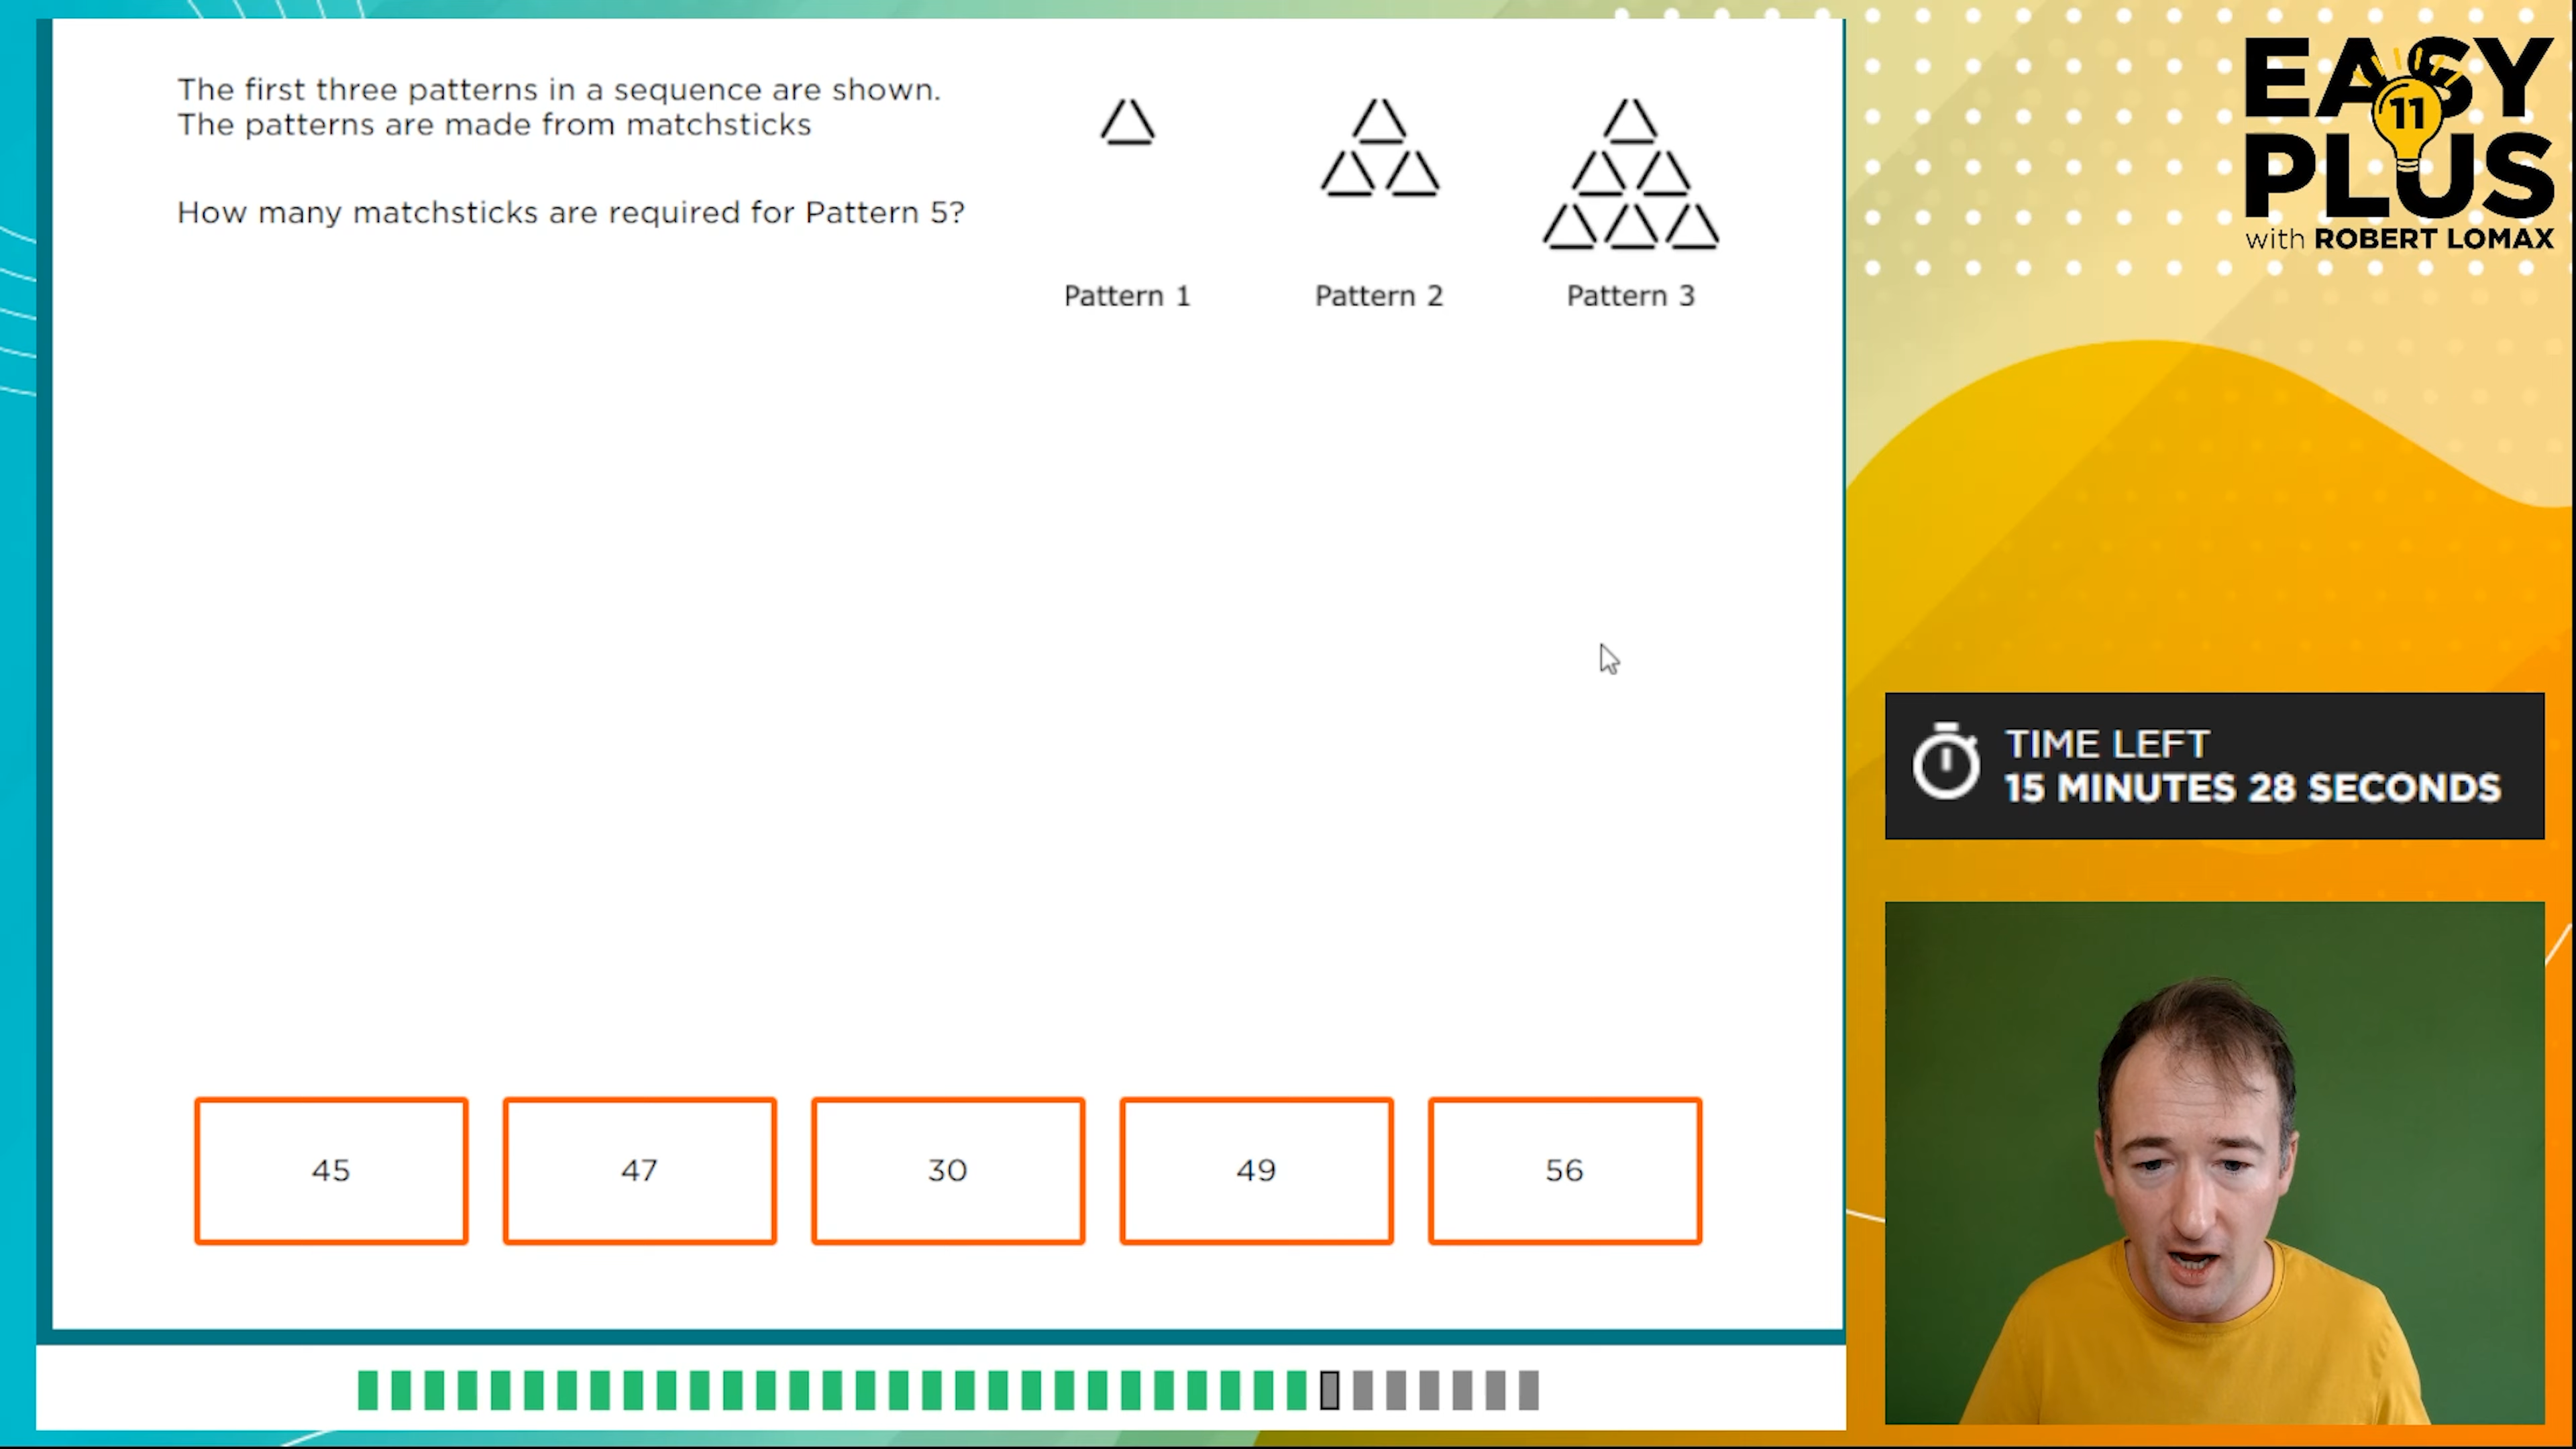 The first three patterns in a sequence are shown.
The patterns are made from matchsticks
How many matchsticks are required for Pattern 5?
Pattern 1
Pattern 2
Pattern 3
45
47
30
49
56
EASY
11
PLUS
with ROBERT LOMAX
TIME LEFT
15 MINUTES 28 SECONDS